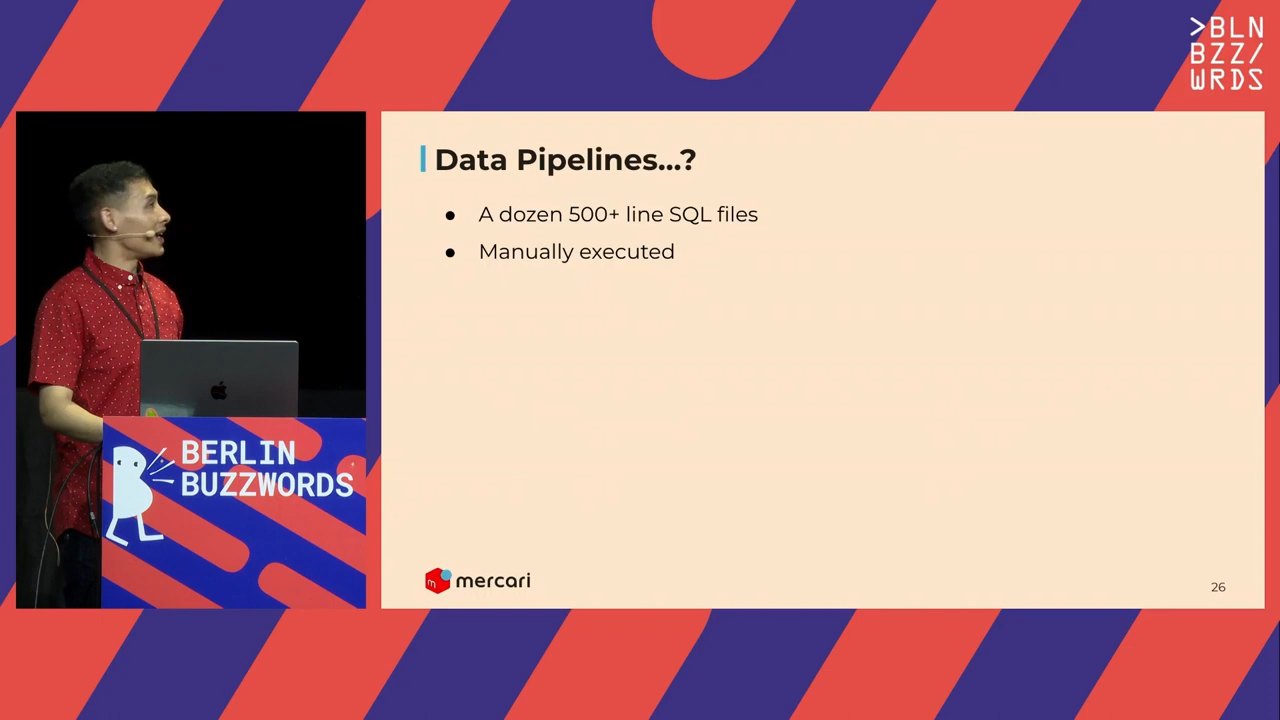 >BLN
BZZ/
WRDS
Data Pipelines...?
● A dozen 500+ line SQL files
● Manually executed
BERLIN
BUZZWORDS
mercari
26